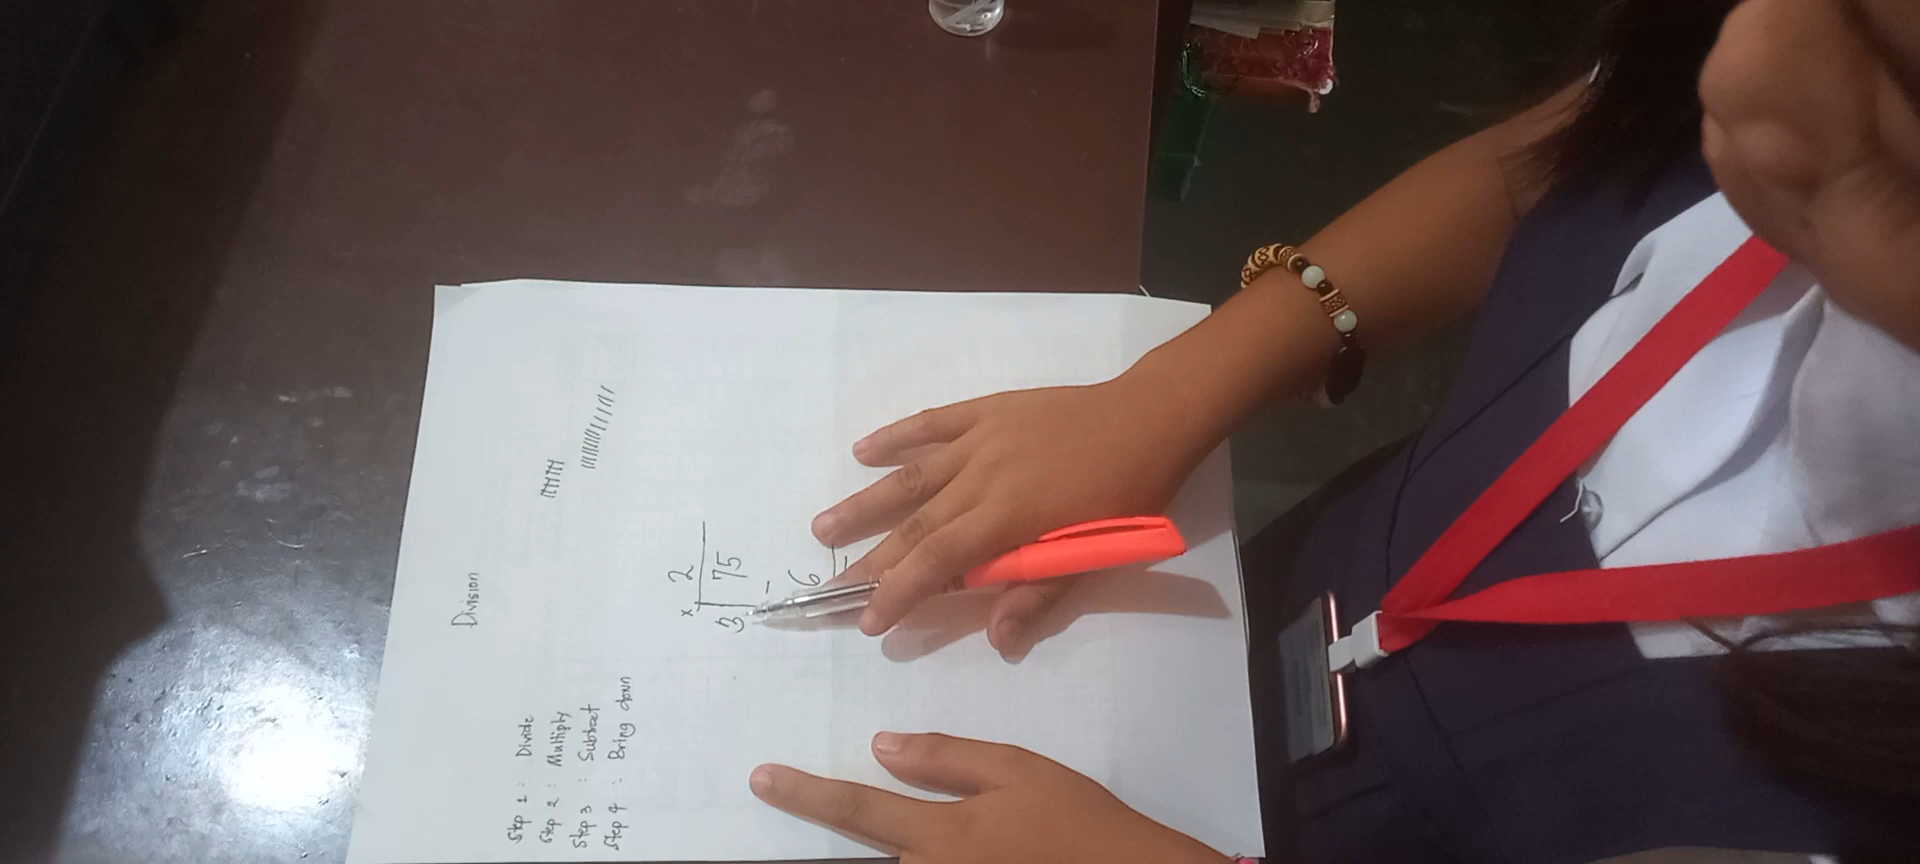 Division
Step 1 : Divide
Step 2 : Multiply
Step 3 : Subtract
Step 4 : Bring down
x 2
3 75
- 6